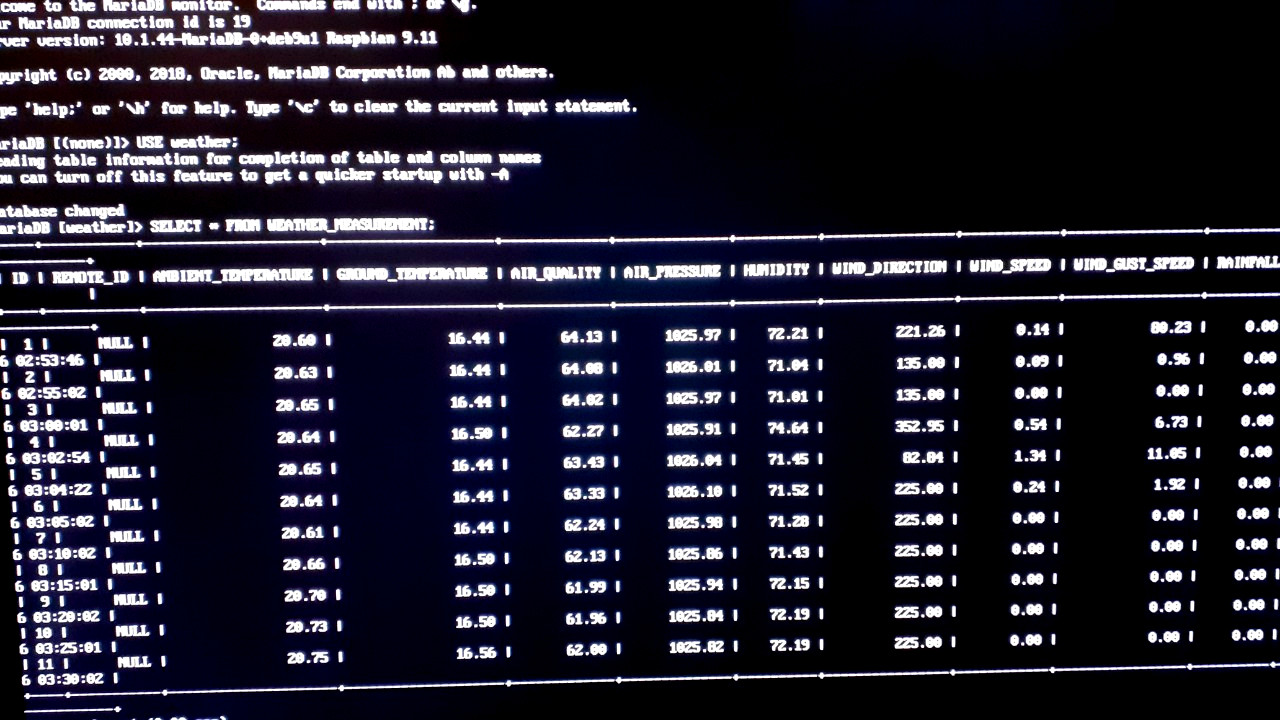 come to the MariaDB monitor.  Commands end with ; or \g.
r MariaDB connection id is 19
ver version: 10.1.44-MariaDB-0+deb9u1 Raspbian 9.11
pyright (c) 2000, 2018, Oracle, MariaDB Corporation Ab and others.
pe 'help;' or '\h' for help. Type '\c' to clear the current input statement.
riaDB [(none)]> USE weather;
eading table information for completion of table and column names
ou can turn off this feature to get a quicker startup with -A
atabase changed
ariaDB [weather]> SELECT * FROM WEATHER_MEASUREMENT;
| ID | REMOTE_ID | AMBIENT_TEMPERATURE | GROUND_TEMPERATURE | AIR_QUALITY | AIR_PRESSURE | HUMIDITY | WIND_DIRECTION | WIND_SPEED | WIND_GUST_SPEED | RAINFALL
|
| 1 | NULL | 20.60 | 16.44 | 64.13 | 1025.97 | 72.21 | 221.26 | 0.14 | 80.23 | 0.00
6 02:53:46 |
| 2 | NULL | 20.63 | 16.44 | 64.08 | 1026.01 | 71.04 | 135.00 | 0.09 | 0.96 | 0.00
6 02:55:02 |
| 3 | NULL | 20.65 | 16.44 | 64.02 | 1025.97 | 71.01 | 135.00 | 0.00 | 0.00 | 0.00
6 03:00:01 |
| 4 | NULL | 20.64 | 16.50 | 62.27 | 1025.91 | 74.64 | 352.95 | 0.54 | 6.73 | 0.00
6 03:02:54 |
| 5 | NULL | 20.65 | 16.44 | 63.43 | 1026.04 | 71.45 | 82.04 | 1.34 | 11.05 | 0.00
6 03:04:22 |
| 6 | NULL | 20.64 | 16.44 | 63.33 | 1026.10 | 71.52 | 225.00 | 0.24 | 1.92 | 0.00
6 03:05:02 |
| 7 | NULL | 20.61 | 16.44 | 62.24 | 1025.98 | 71.28 | 225.00 | 0.00 | 0.00 | 0.00
6 03:10:02 |
| 8 | NULL | 20.66 | 16.50 | 62.13 | 1025.86 | 71.43 | 225.00 | 0.00 | 0.00 | 0.00
6 03:15:01 |
| 9 | NULL | 20.70 | 16.50 | 61.99 | 1025.94 | 72.15 | 225.00 | 0.00 | 0.00 | 0.00
6 03:20:02 |
| 10 | NULL | 20.73 | 16.50 | 61.96 | 1025.84 | 72.19 | 225.00 | 0.00 | 0.00 | 0.00
6 03:25:01 |
| 11 | NULL | 20.75 | 16.56 | 62.00 | 1025.82 | 72.19 | 225.00 | 0.00 | 0.00 | 0.00
6 03:30:02 |